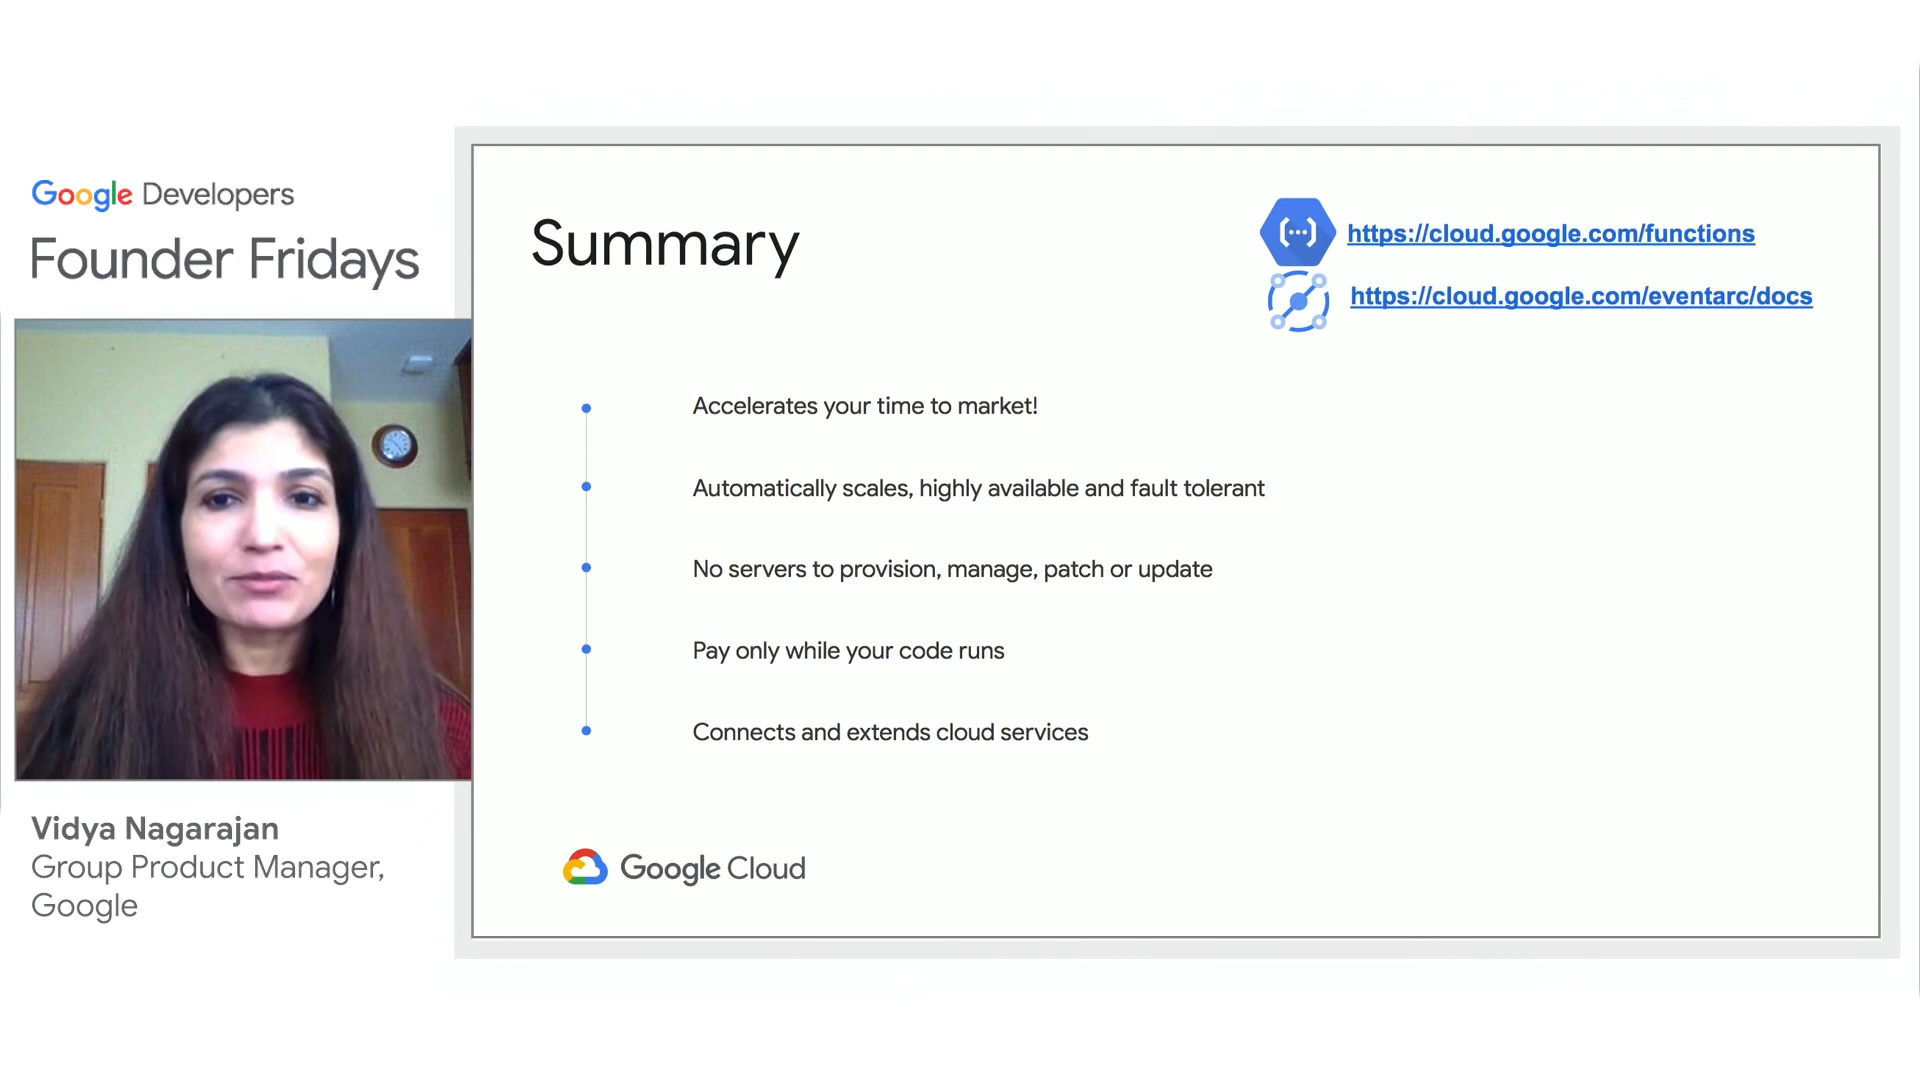 Google Developers
Founder Fridays
Vidya Nagarajan
Group Product Manager,
Google
Summary
https://cloud.google.com/functions
https://cloud.google.com/eventarc/docs
Accelerates your time to market!
Automatically scales, highly available and fault tolerant
No servers to provision, manage, patch or update
Pay only while your code runs
Connects and extends cloud services
Google Cloud